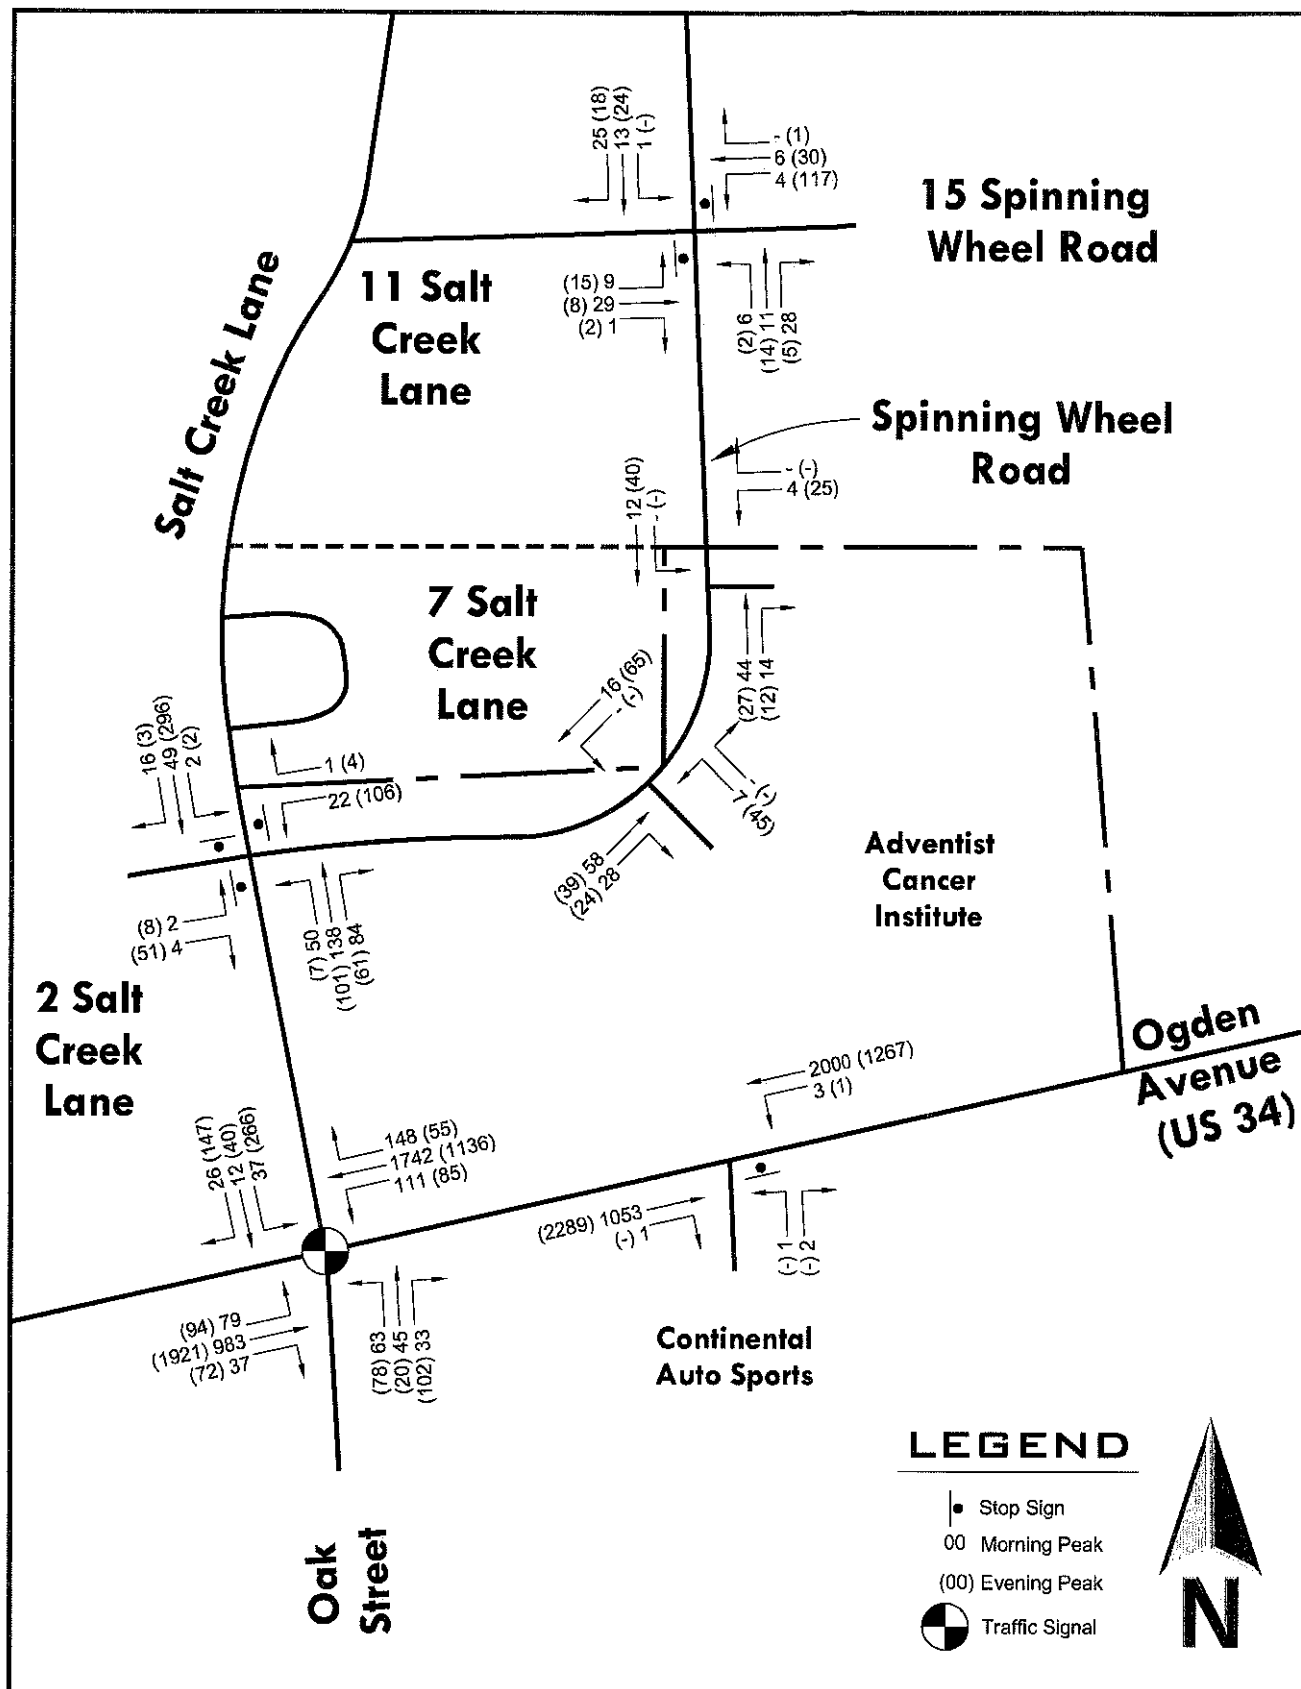 25 (18)
13 (24)
1 (-)
- (1)
6 (30)
4 (117)
15 Spinning
Wheel Road
Salt Creek Lane
11 Salt
Creek
Lane
(15) 9
(8) 29
(2) 1
(2) 6
(14) 11
(5) 28
Spinning Wheel
Road
12 (40)
- (-)
- (-)
4 (25)
7 Salt
Creek
Lane
16 (65)
- (-)
(27) 44
(12) 14
16 (3)
49 (296)
2 (2)
1 (4)
22 (106)
- (-)
7 (45)
(39) 58
(24) 28
Adventist
Cancer
Institute
(8) 2
(51) 4
(7) 50
(101) 138
(61) 84
2 Salt
Creek
Lane
Ogden
Avenue
(US 34)
2000 (1267)
3 (1)
26 (147)
12 (40)
37 (266)
148 (55)
1742 (1136)
111 (85)
(2289) 1053
(-) 1
(-) 1
(-) 2
(94) 79
(1921) 983
(72) 37
(78) 63
(20) 45
(102) 33
Continental
Auto Sports
Oak
Street
LEGEND
Stop Sign
00 Morning Peak
(00) Evening Peak
Traffic Signal
N